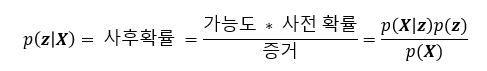 p(z|X) = 사후확률 = 가능도 * 사전 확률 / 증거 = p(X|z)p(z) / p(X)